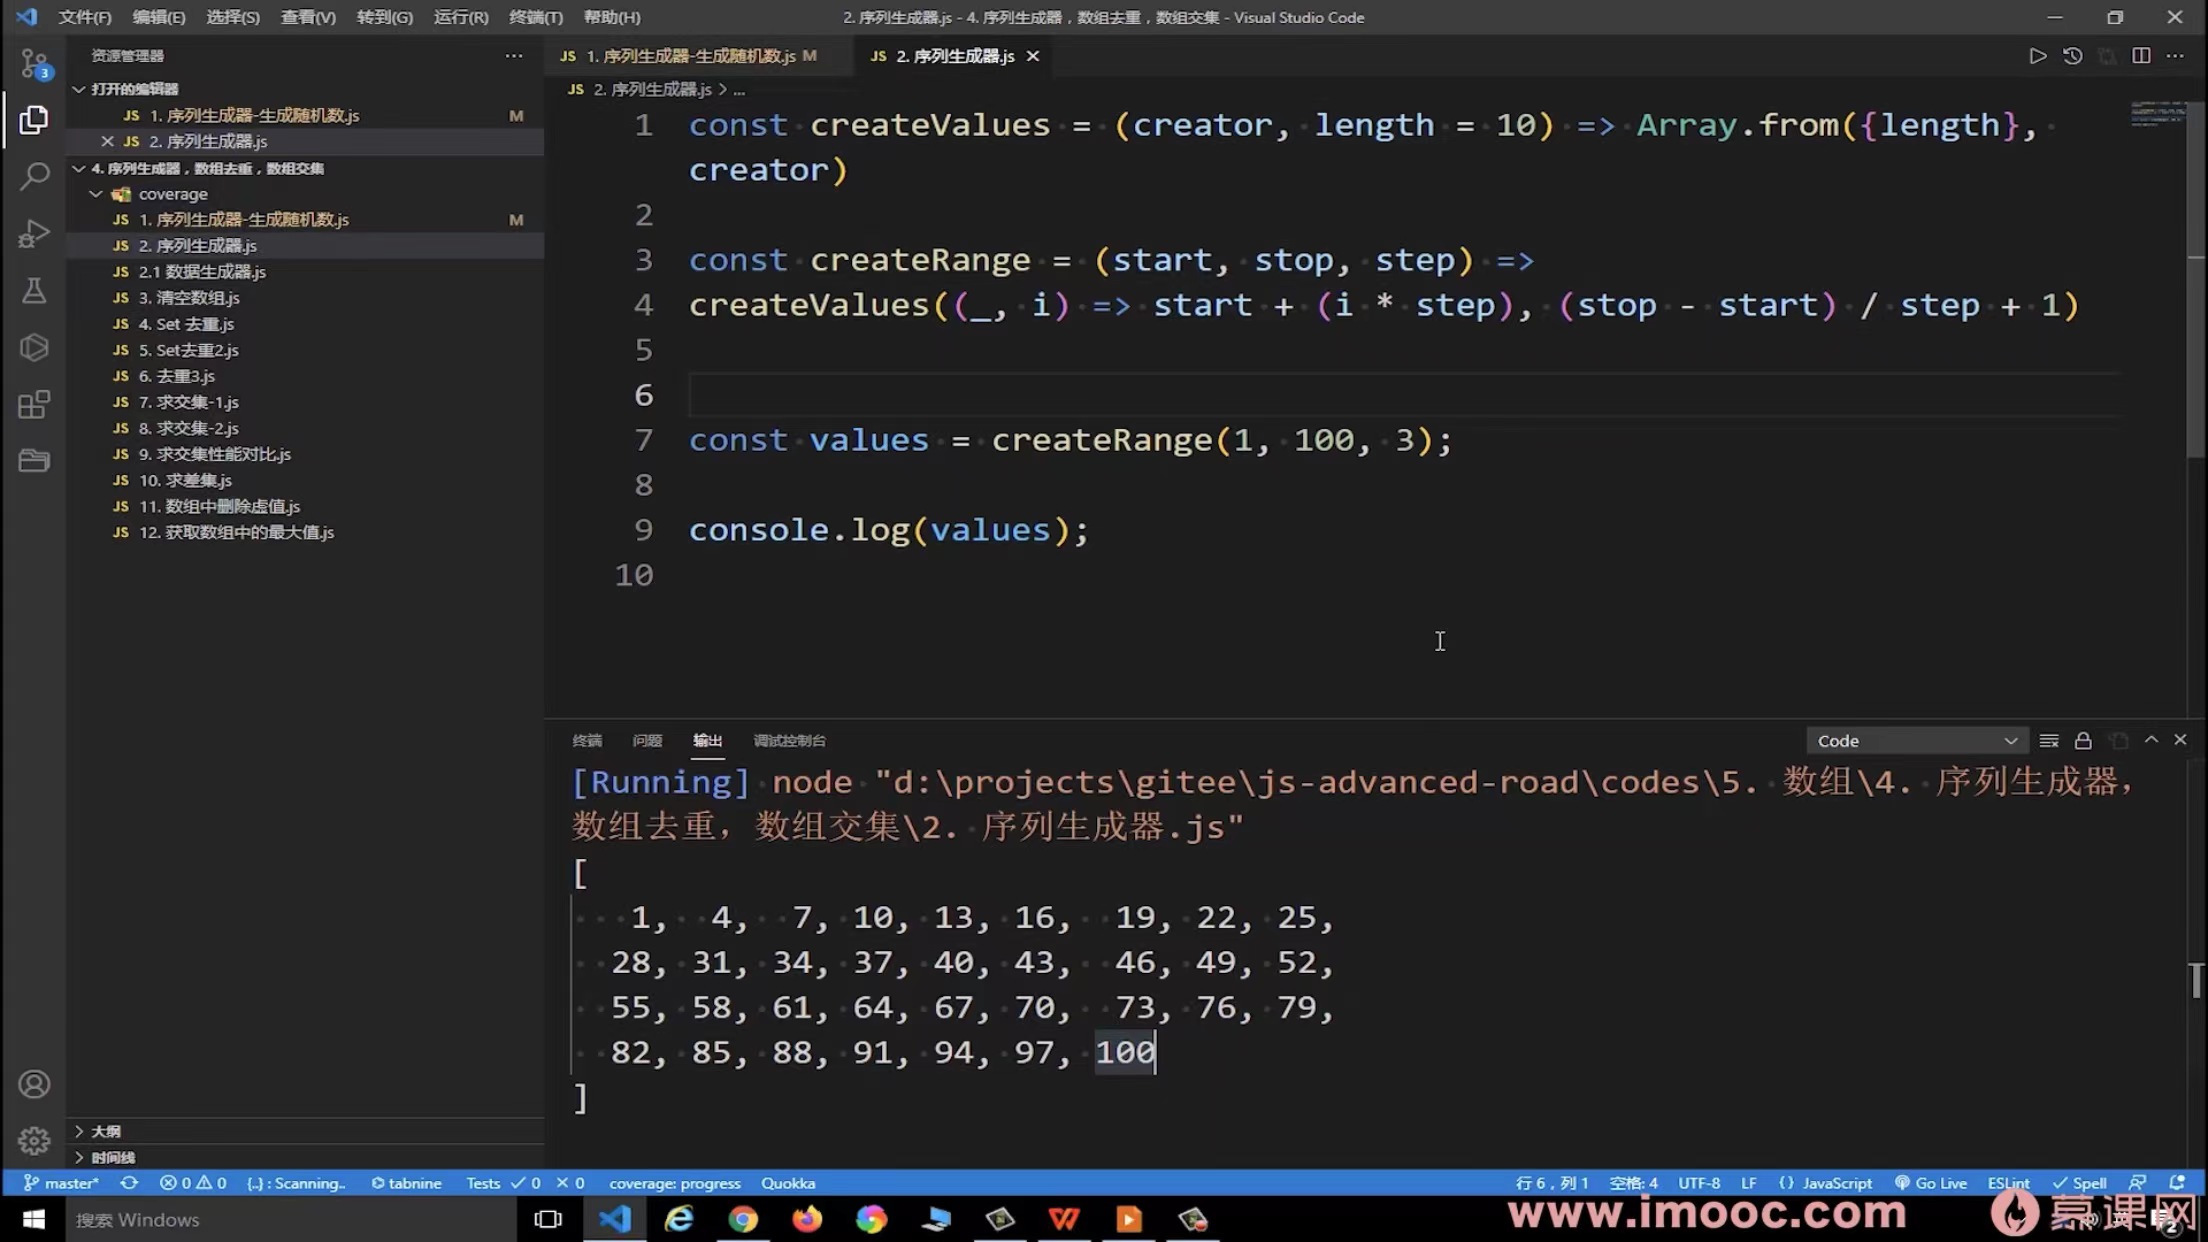 文件(F) 编辑(E) 选择(S) 查看(V) 转到(G) 运行(R) 终端(T) 帮助(H) 2. 序列生成器.js - 4. 序列生成器，数组去重，数组交集 - Visual Studio Code
资源管理器
打开的编辑器
JS 1. 序列生成器-生成随机数.js M
JS 2. 序列生成器.js
4. 序列生成器，数组去重，数组交集
coverage
JS 1. 序列生成器-生成随机数.js M
JS 2. 序列生成器.js
JS 2.1 数据生成器.js
JS 3. 清空数组.js
JS 4. Set 去重.js
JS 5. Set去重2.js
JS 6. 去重3.js
JS 7. 求交集-1.js
JS 8. 求交集-2.js
JS 9. 求交集性能对比.js
JS 10. 求差集.js
JS 11. 数组中删除虚值.js
JS 12. 获取数组中的最大值.js
大纲
时间线
3
JS 1. 序列生成器-生成随机数.js M JS 2. 序列生成器.js
JS 2. 序列生成器.js > ...
1 const createValues = (creator, length = 10) => Array.from({length},
creator)
2
3 const createRange = (start, stop, step) =>
4 createValues((_, i) => start + (i * step), (stop - start) / step + 1)
5
6
7 const values = createRange(1, 100, 3);
8
9 console.log(values);
10
终端 问题 输出 调试控制台 Code
[Running] node "d:\projects\gitee\js-advanced-road\codes\5. 数组\4. 序列生成器，
数组去重，数组交集\2. 序列生成器.js"
[
1, 4, 7, 10, 13, 16, 19, 22, 25,
28, 31, 34, 37, 40, 43, 46, 49, 52,
55, 58, 61, 64, 67, 70, 73, 76, 79,
82, 85, 88, 91, 94, 97, 100
]
master* 0 0 {..} : Scanning.. tabnine Tests 0 0 coverage: progress Quokka 行 6，列 1 空格: 4 UTF-8 LF {} JavaScript Go Live ESLint Spell
搜索 Windows
www.imooc.com 慕课网